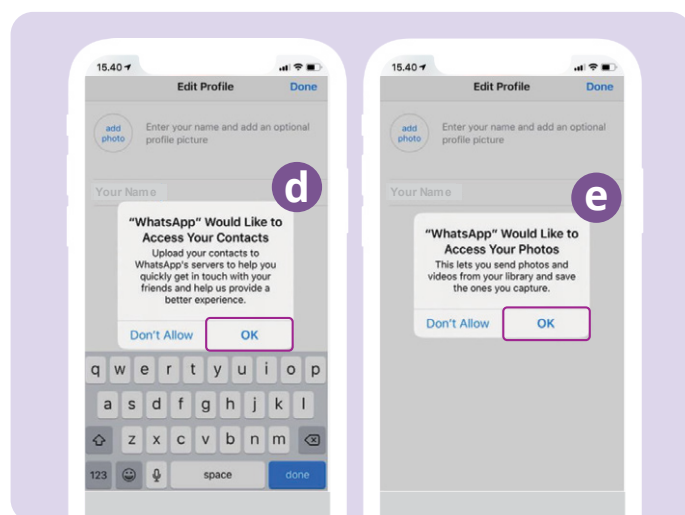 15.40
Edit Profile
Done
add
photo
Enter your name and add an optional
profile picture
Your Name
d
“WhatsApp” Would Like to
Access Your Contacts
Upload your contacts to
WhatsApp's servers to help you
quickly get in touch with your
friends and help us provide a
better experience.
Don't Allow
OK
q w e r t y u i o p
a s d f g h j k l
z x c v b n m
123
space
done
15.40
Edit Profile
Done
add
photo
Enter your name and add an optional
profile picture
Your Name
e
“WhatsApp” Would Like to
Access Your Photos
This lets you send photos and
videos from your library and save
the ones you capture.
Don't Allow
OK